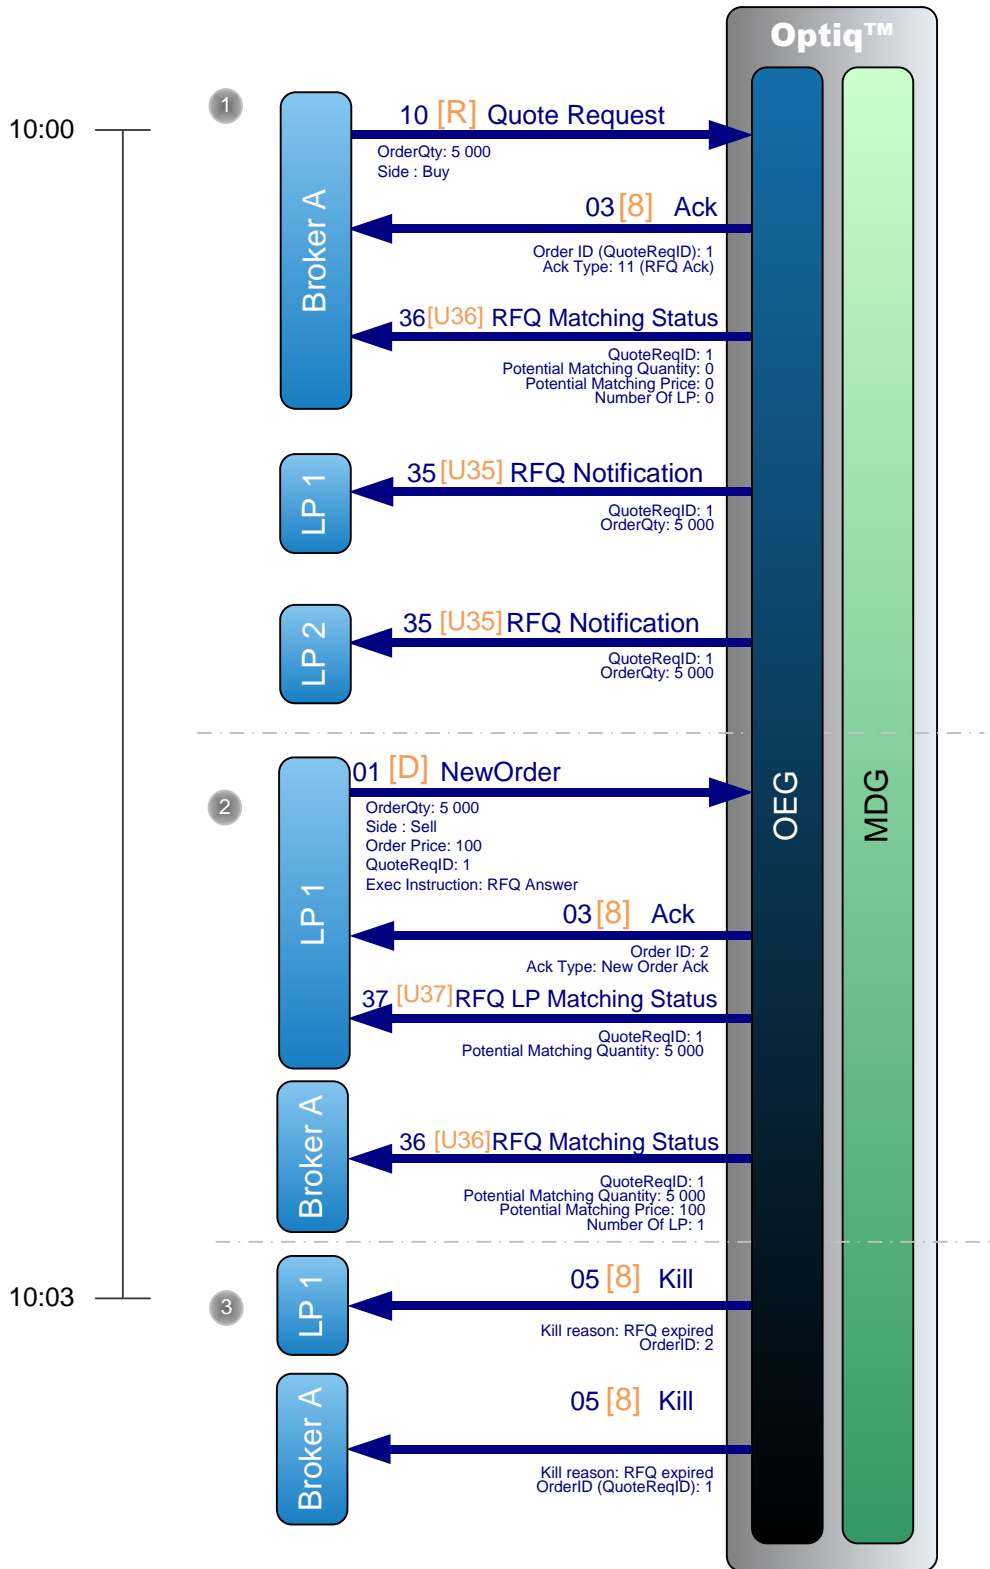 Optiq™
1
10:00
Broker A
10 [R] Quote Request
OrderQty: 5 000
Side : Buy
03 [8] Ack
Order ID (QuoteReqID): 1
Ack Type: 11 (RFQ Ack)
36 [U36] RFQ Matching Status
QuoteReqID: 1
Potential Matching Quantity: 0
Potential Matching Price: 0
Number Of LP: 0
LP 1
35 [U35] RFQ Notification
QuoteReqID: 1
OrderQty: 5 000
LP 2
35 [U35] RFQ Notification
QuoteReqID: 1
OrderQty: 5 000
OEG
MDG
2
LP 1
01 [D] NewOrder
OrderQty: 5 000
Side : Sell
Order Price: 100
QuoteReqID: 1
Exec Instruction: RFQ Answer
03 [8] Ack
Order ID: 2
Ack Type: New Order Ack
37 [U37] RFQ LP Matching Status
QuoteReqID: 1
Potential Matching Quantity: 5 000
Broker A
36 [U36] RFQ Matching Status
QuoteReqID: 1
Potential Matching Quantity: 5 000
Potential Matching Price: 100
Number Of LP: 1
10:03
3
LP 1
05 [8] Kill
Kill reason: RFQ expired
OrderID: 2
Broker A
05 [8] Kill
Kill reason: RFQ expired
OrderID (QuoteReqID): 1